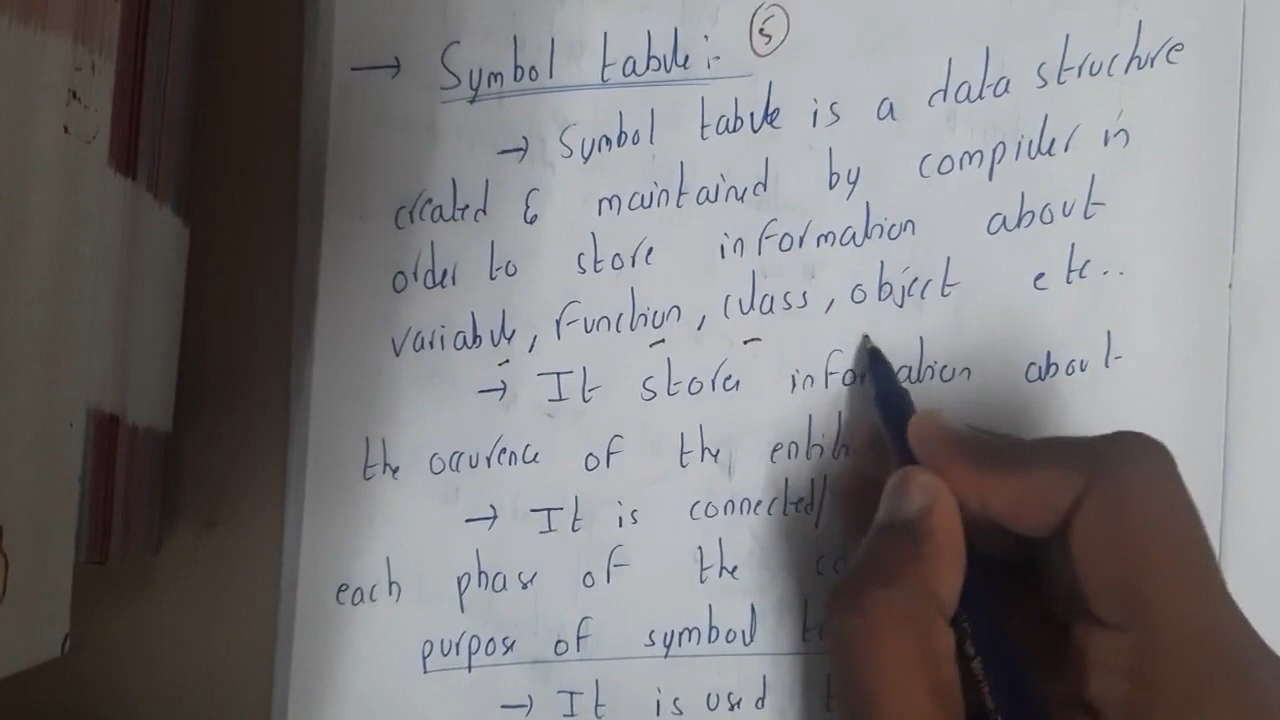 → Symbol table :- 5
→ Symbol table is a data structure
created & maintained by compiler in
order to store information about
variable, function, class, object etc..
→ It store information about
the occurence of the
→ It is connected/
each phase of the
purpose of symbol
→ It is used